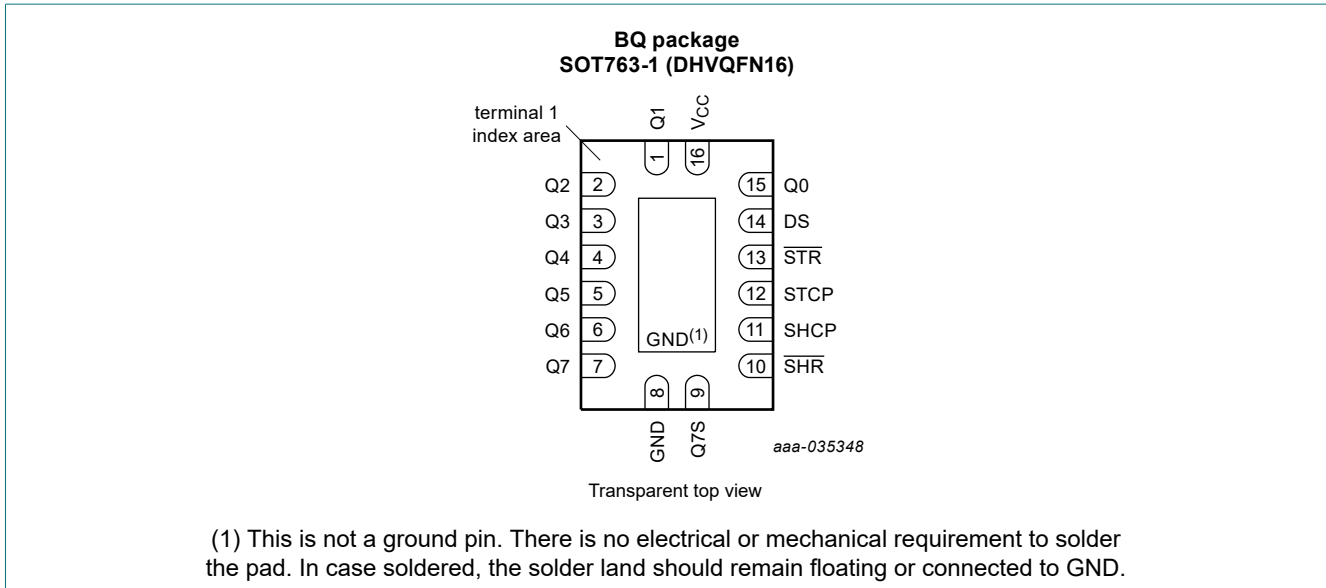 BQ package
SOT763-1 (DHVQFN16)
terminal 1
index area
Q1
VCC
1
16
Q2 2
15 Q0
Q3 3
14 DS
Q4 4
13 S̅T̅R̅
Q5 5
12 STCP
Q6 6
11 SHCP
GND(1)
Q7 7
10 S̅H̅R̅
8
9
GND
Q7S
aaa-035348
Transparent top view
(1) This is not a ground pin. There is no electrical or mechanical requirement to solder
the pad. In case soldered, the solder land should remain floating or connected to GND.